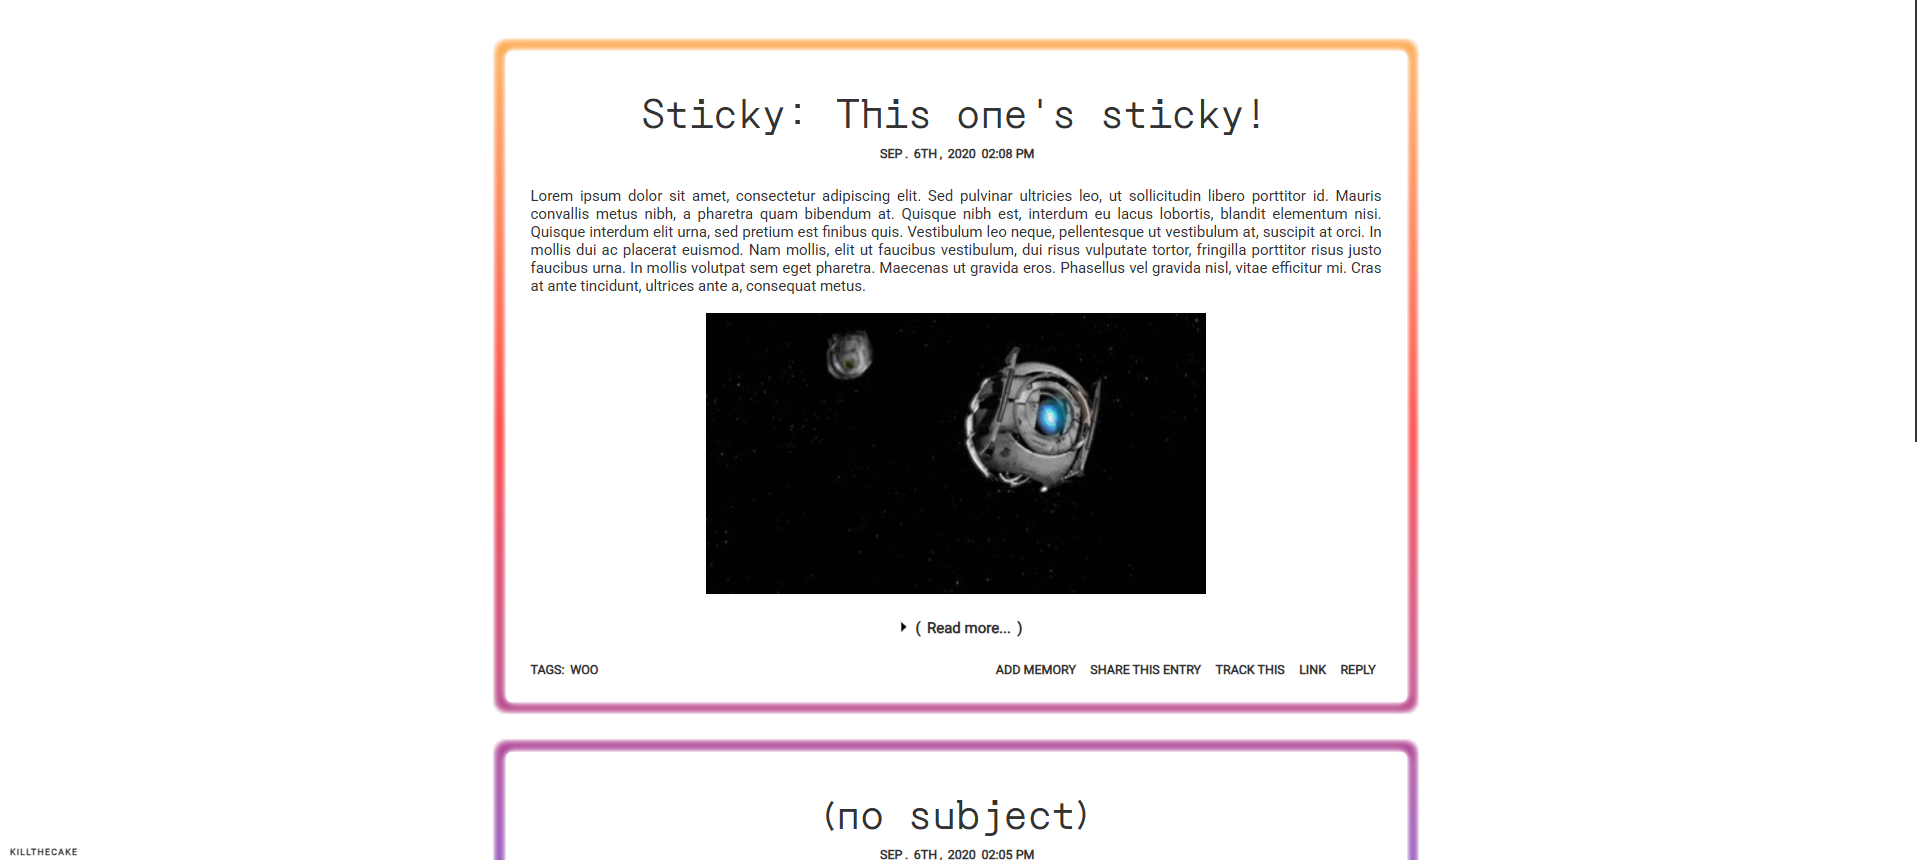 Sticky: This one's sticky!
SEP. 6TH, 2020 02:08 PM
Lorem ipsum dolor sit amet, consectetur adipiscing elit. Sed pulvinar ultricies leo, ut sollicitudin libero porttitor id. Mauris
convallis metus nibh, a pharetra quam bibendum at. Quisque nibh est, interdum eu lacus lobortis, blandit elementum nisi.
Quisque interdum elit urna, sed pretium est finibus quis. Vestibulum leo neque, pellentesque ut vestibulum at, suscipit at orci. In
mollis dui ac placerat euismod. Nam mollis, elit ut faucibus vestibulum, dui risus vulputate tortor, fringilla porttitor risus justo
faucibus urna. In mollis volutpat sem eget pharetra. Maecenas ut gravida eros. Phasellus vel gravida nisl, vitae efficitur mi. Cras
at ante tincidunt, ultrices ante a, consequat metus.
( Read more... )
TAGS: WOO ADD MEMORY SHARE THIS ENTRY TRACK THIS LINK REPLY
(no subject)
SEP. 6TH, 2020 02:05 PM
KILLTHECAKE